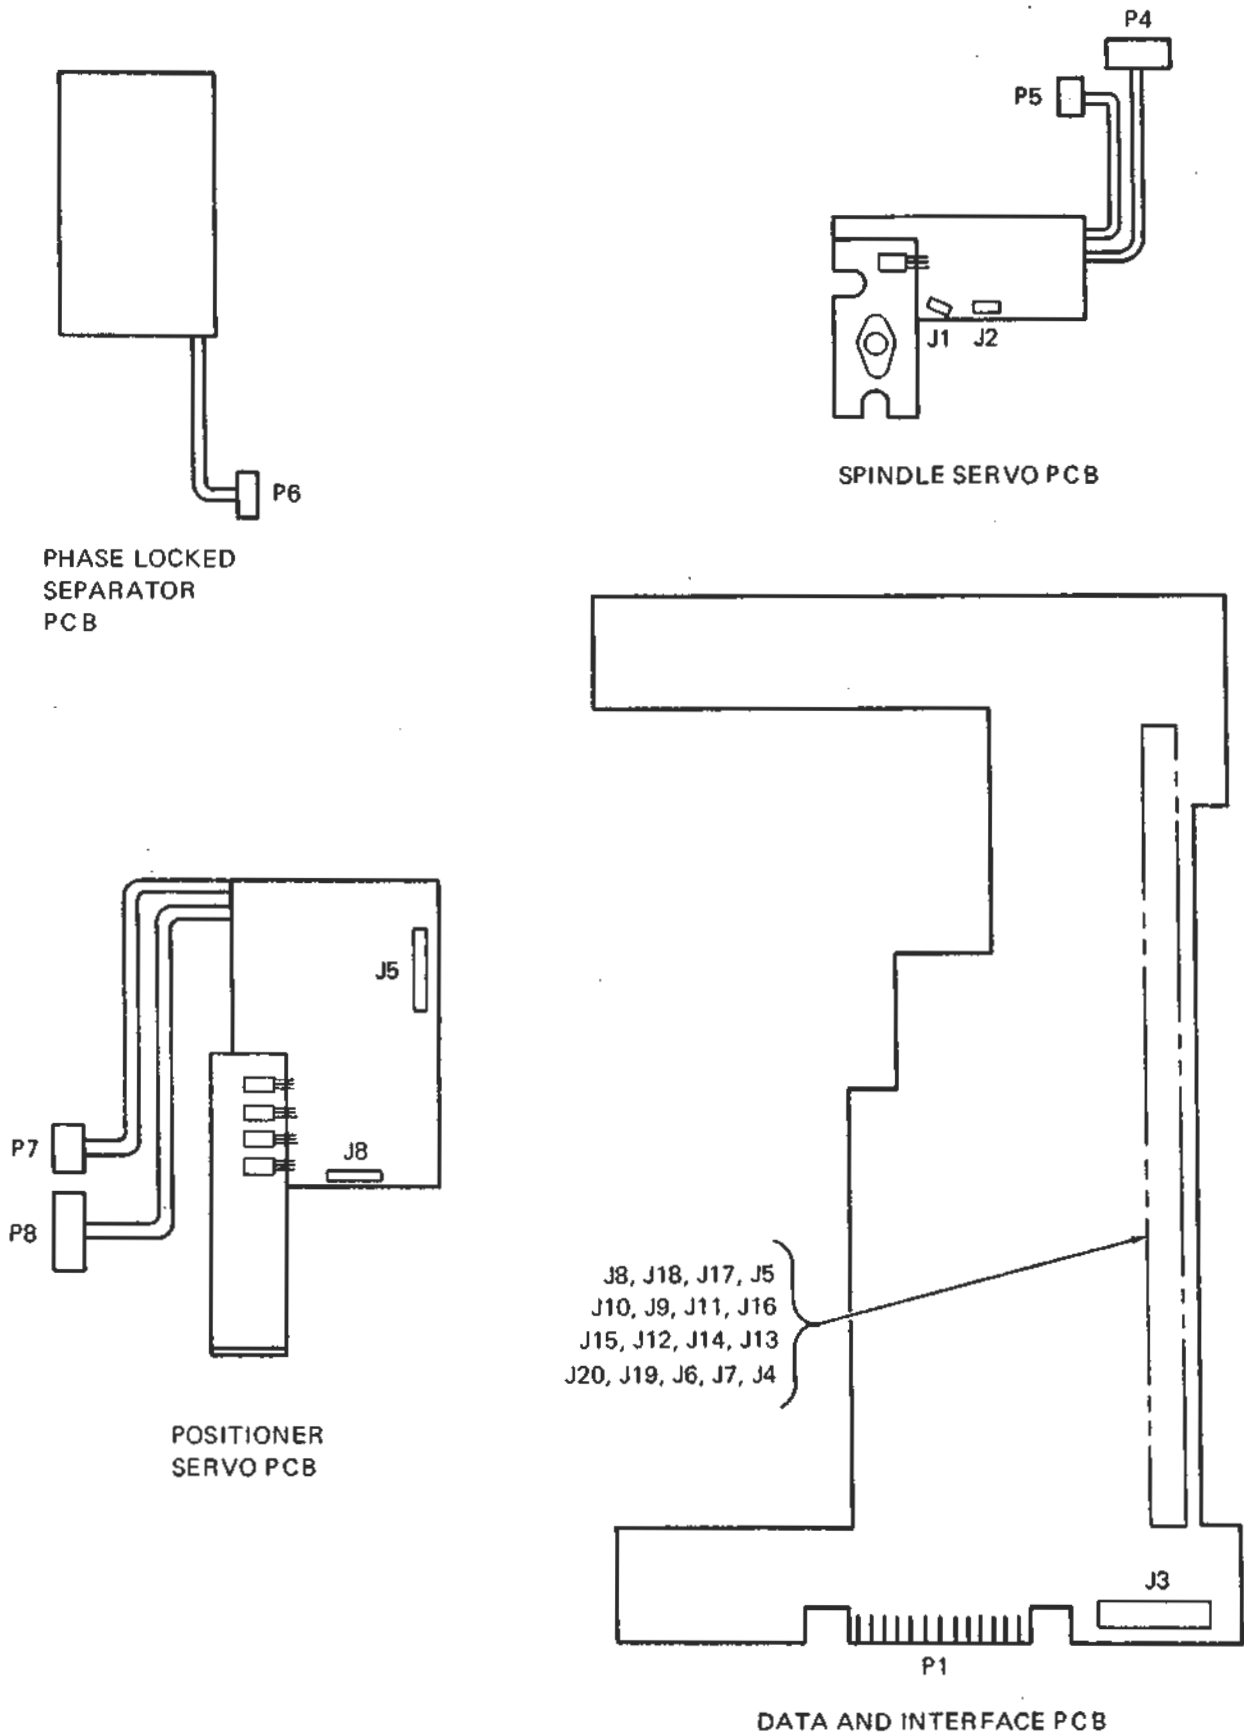 P4
P5
J1 J2
SPINDLE SERVO PCB
P6
PHASE LOCKED
SEPARATOR
PCB
J5
J8
P7
P8
POSITIONER
SERVO PCB
J8, J18, J17, J5
J10, J9, J11, J16
J15, J12, J14, J13
J20, J19, J6, J7, J4
J3
P1
DATA AND INTERFACE PCB